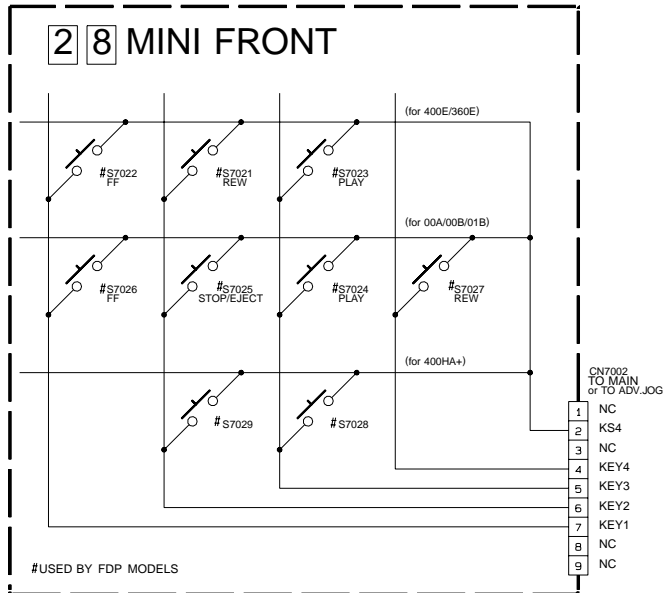 2 8 MINI FRONT
(for 400E/360E)
#S7022
FF
#S7021
REW
#S7023
PLAY
(for 00A/00B/01B)
#S7026
FF
#S7025
STOP/EJECT
#S7024
PLAY
#S7027
REW
(for 400HA+)
# S7029
# S7028
CN7002
TO MAIN
or TO ADV.JOG
1 NC
2 KS4
3 NC
4 KEY4
5 KEY3
6 KEY2
7 KEY1
8 NC
9 NC
#USED BY FDP MODELS